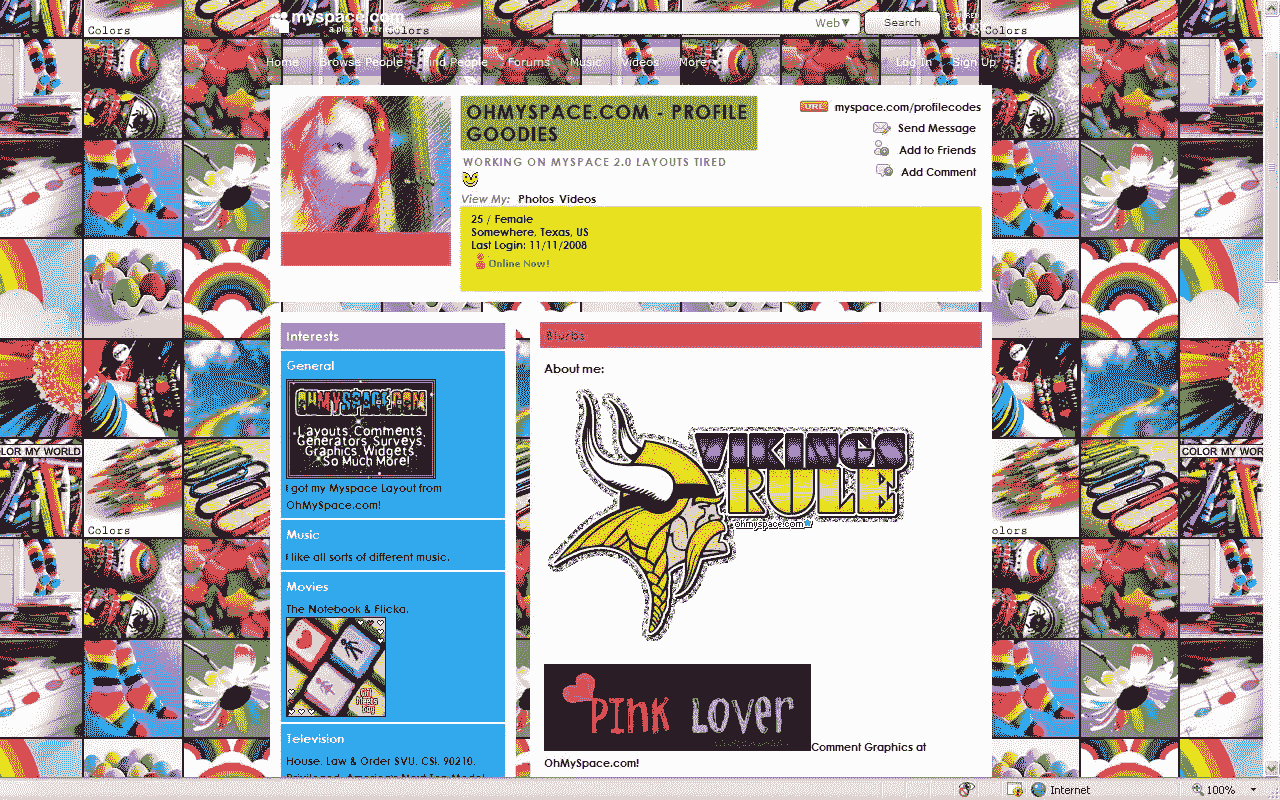 Colors
Colors
Colors
myspace.com
a place for
Web▼
Search
Home
Browse People
Find People
Forums
Music
Videos
More
Log In
Sign Up
OHMYSPACE.COM - PROFILE
GOODIES
WORKING ON MYSPACE 2.0 LAYOUTS TIRED
View My: Photos Videos
25 / Female
Somewhere, Texas, US
Last Login: 11/11/2008
Online Now!
URL myspace.com/profilecodes
Send Message
Add to Friends
Add Comment
Interests
General
OHMYSPACE.COM
Layouts Comments
Generators Surveys
Graphics Widgets
So Much More!
I got my Myspace Layout from
OhMySpace.com!
Music
I like all sorts of different music.
Movies
The Notebook & Flicka.
Girl
Meets
Boy
Television
House, Law & Order SVU, CSI, 90210,
Privileged, America's Next Top Model
Blurbs
About me:
VIKINGS
RULE
ohmyspace.com
PINK LOVER
Comment Graphics at
OhMySpace.com!
LOR MY WORLD
COLOR MY WOR
Colors
Colors
Internet
100%